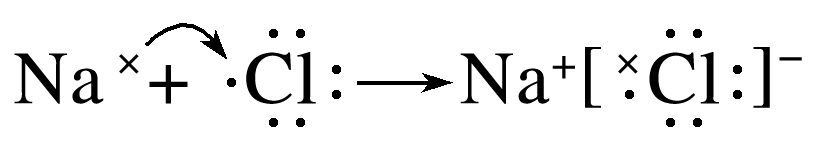 Na × + ·Cl: ⟶ Na⁺[ ×Cl: ]⁻